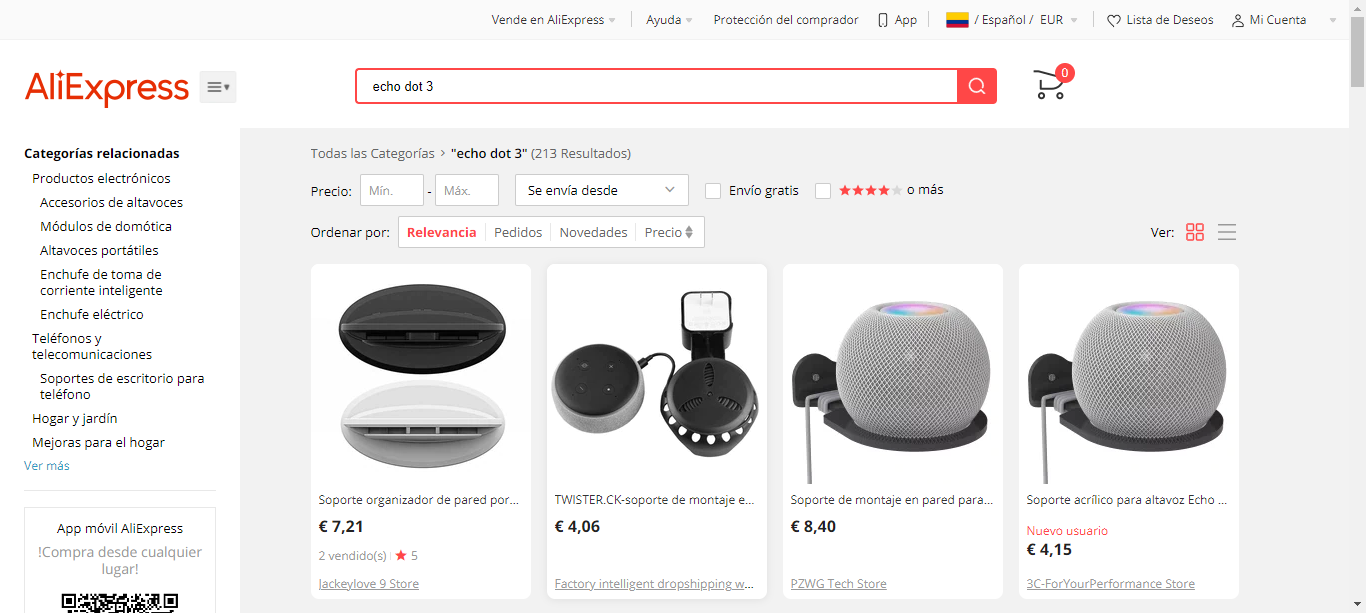 Vende en AliExpress
Ayuda
Protección del comprador
App
/ Español / EUR
Lista de Deseos
Mi Cuenta
AliExpress
echo dot 3
0
Categorías relacionadas
Productos electrónicos
Accesorios de altavoces
Módulos de domótica
Altavoces portátiles
Enchufe de toma de
corriente inteligente
Enchufe eléctrico
Teléfonos y
telecomunicaciones
Soportes de escritorio para
teléfono
Hogar y jardín
Mejoras para el hogar
Ver más
App móvil AliExpress
!Compra desde cualquier
lugar!
Todas las Categorías > "echo dot 3" (213 Resultados)
Precio: Mín. - Máx. Se envía desde Envío gratis o más
Ordenar por: Relevancia Pedidos Novedades Precio
Ver:
Soporte organizador de pared por...
€ 7,21
2 vendido(s) 5
Jackeylove 9 Store
TWISTER.CK-soporte de montaje e...
€ 4,06
Factory intelligent dropshipping w...
Soporte de montaje en pared para...
€ 8,40
PZWG Tech Store
Soporte acrílico para altavoz Echo ...
Nuevo usuario
€ 4,15
3C-ForYourPerformance Store